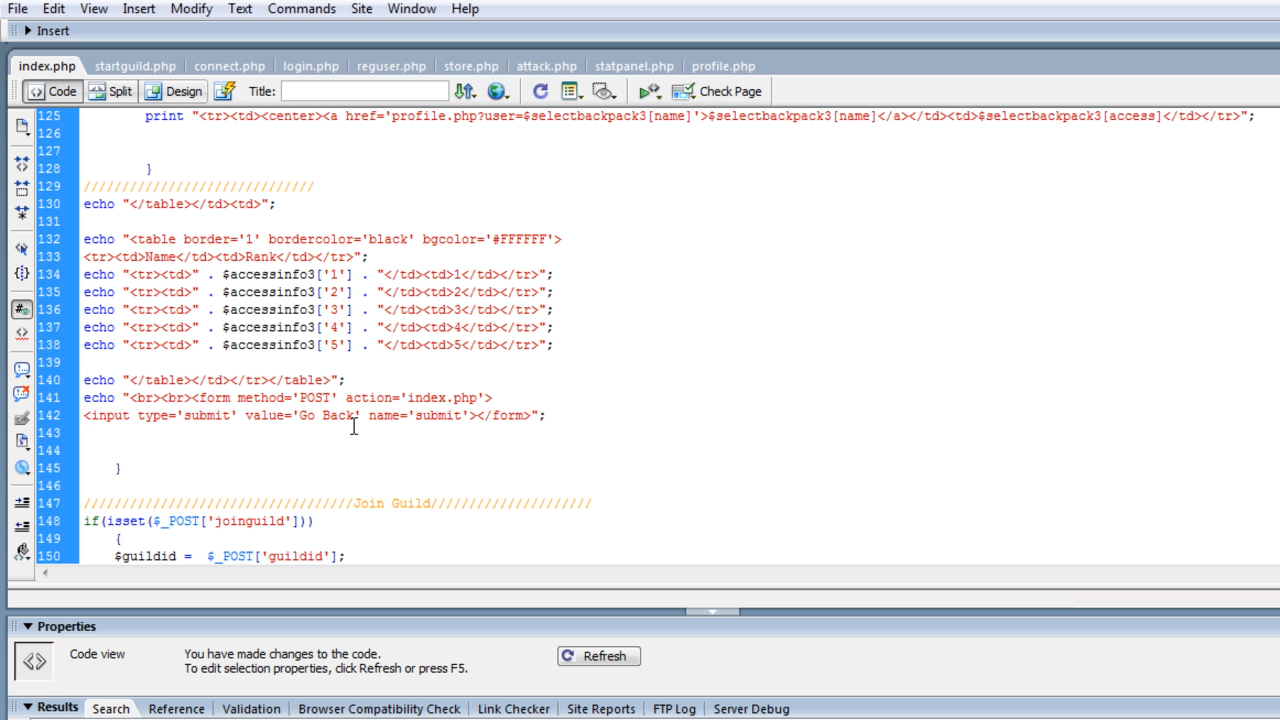 File Edit View Insert Modify Text Commands Site Window Help
Insert
index.php startguild.php connect.php login.php reguser.php store.php attack.php statpanel.php profile.php
Code Split Design Title: Check Page
125 print "<tr><td><center><a href='profile.php?user=$selectbackpack3[name]'>$selectbackpack3[name]</a></td><td>$selectbackpack3[access]</td></tr>";
126
127
128 }
129 //////////////////////////////
130 echo "</table></td><td>";
131
132 echo "<table border='1' bordercolor='black' bgcolor='#FFFFFF'>
133 <tr><td>Name</td><td>Rank</td></tr>";
134 echo "<tr><td>" . $accessinfo3['1'] . "</td><td>1</td></tr>";
135 echo "<tr><td>" . $accessinfo3['2'] . "</td><td>2</td></tr>";
136 echo "<tr><td>" . $accessinfo3['3'] . "</td><td>3</td></tr>";
137 echo "<tr><td>" . $accessinfo3['4'] . "</td><td>4</td></tr>";
138 echo "<tr><td>" . $accessinfo3['5'] . "</td><td>5</td></tr>";
139
140 echo "</table></td></tr></table>";
141 echo "<br><br><form method='POST' action='index.php'>
142 <input type='submit' value='Go Back' name='submit'></form>";
143
144
145 }
146
147 ///////////////////////////////////Join Guild/////////////////////
148 if(isset($_POST['joinguild']))
149 {
150 $guildid = $_POST['guildid'];
Properties
Code view You have made changes to the code. Refresh
To edit selection properties, click Refresh or press F5.
Results Search Reference Validation Browser Compatibility Check Link Checker Site Reports FTP Log Server Debug